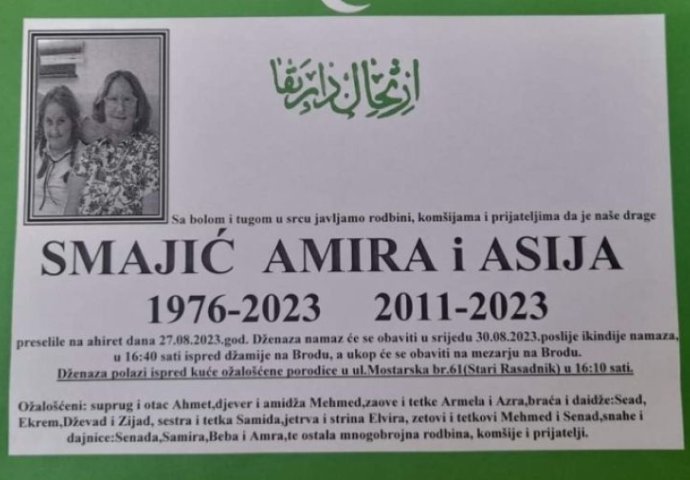 ارتحال دار بقا
Sa bolom i tugom u srcu javljamo rodbini, komšijama i prijateljima da je naše drage
SMAJIĆ AMIRA i ASIJA
1976-2023 2011-2023
preselile na ahiret dana 27.08.2023.god. Dženaza namaz će se obaviti u srijedu 30.08.2023.poslije ikindije namaza,
u 16:40 sati ispred džamije na Brodu, a ukop će se obaviti na mezarju na Brodu.
Dženaza polazi ispred kuće ožalošćene porodice u ul.Mostarska br.61(Stari Rasadnik) u 16:10 sati.
Ožalošćeni: suprug i otac Ahmet,djever i amidža Mehmed,zaove i tetke Armela i Azra,braća i daidže:Sead,
Ekrem,Dževad i Zijad, sestra i tetka Samida,jetrva i strina Elvira, zetovi i tetkovi Mehmed i Senad,snahe i
dajnice:Senada,Samira,Beba i Amra,te ostala mnogobrojna rodbina, komšije i prijatelji.